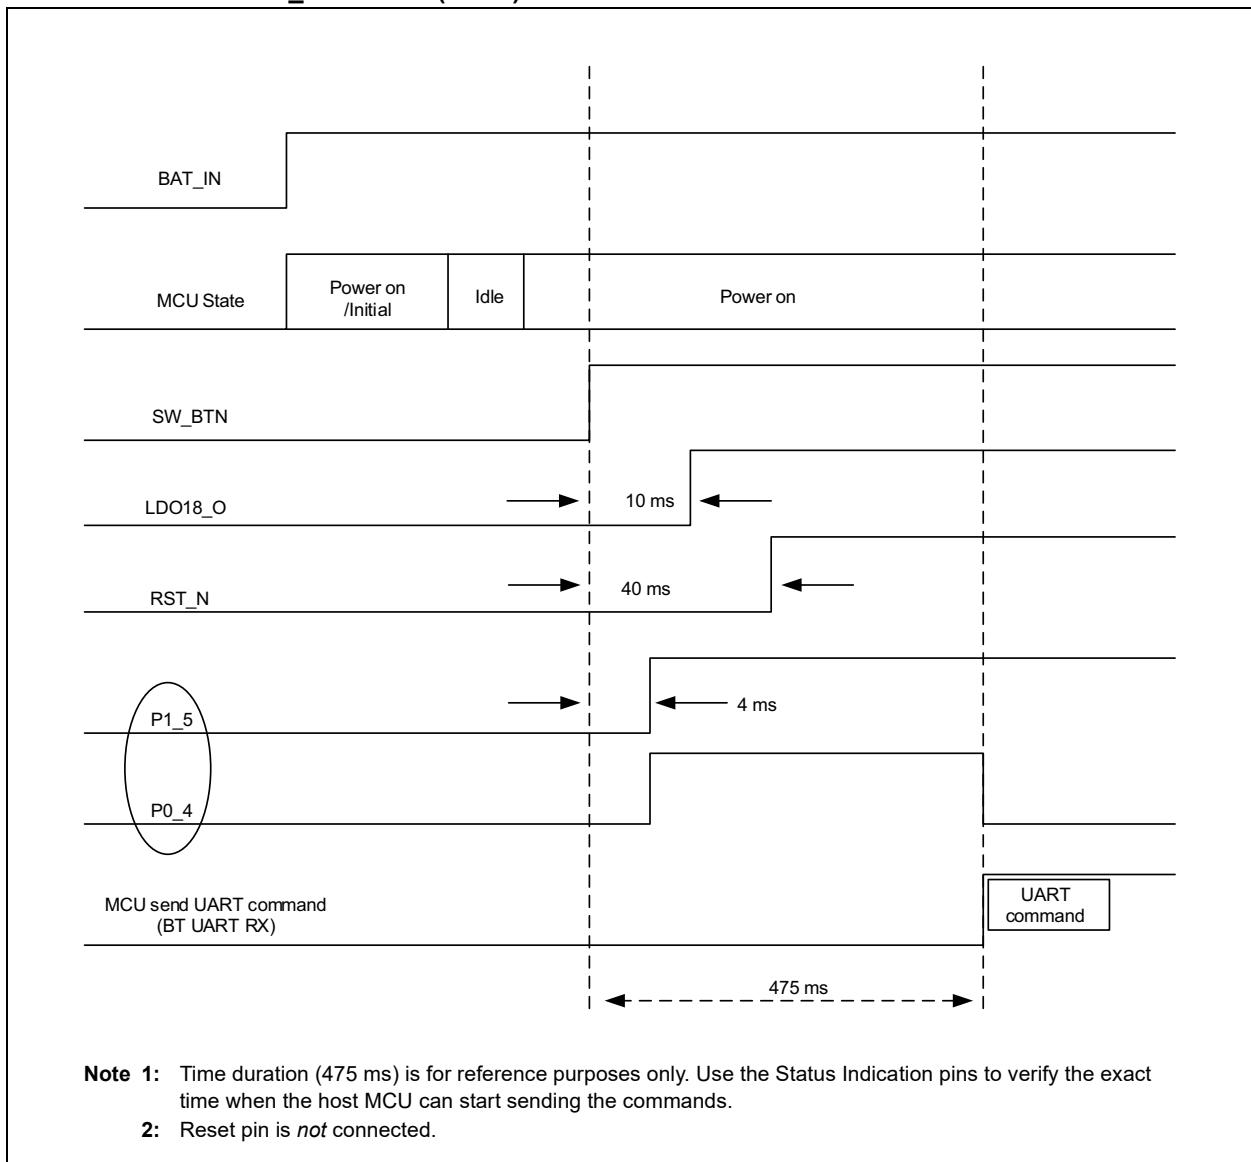 BAT_IN
MCU State
Power on
/Initial
Idle
Power on
SW_BTN
LDO18_O
10 ms
RST_N
40 ms
P1_5
4 ms
P0_4
MCU send UART command
(BT UART RX)
UART
command
475 ms
Note 1: Time duration (475 ms) is for reference purposes only. Use the Status Indication pins to verify the exact
time when the host MCU can start sending the commands.
2: Reset pin is not connected.